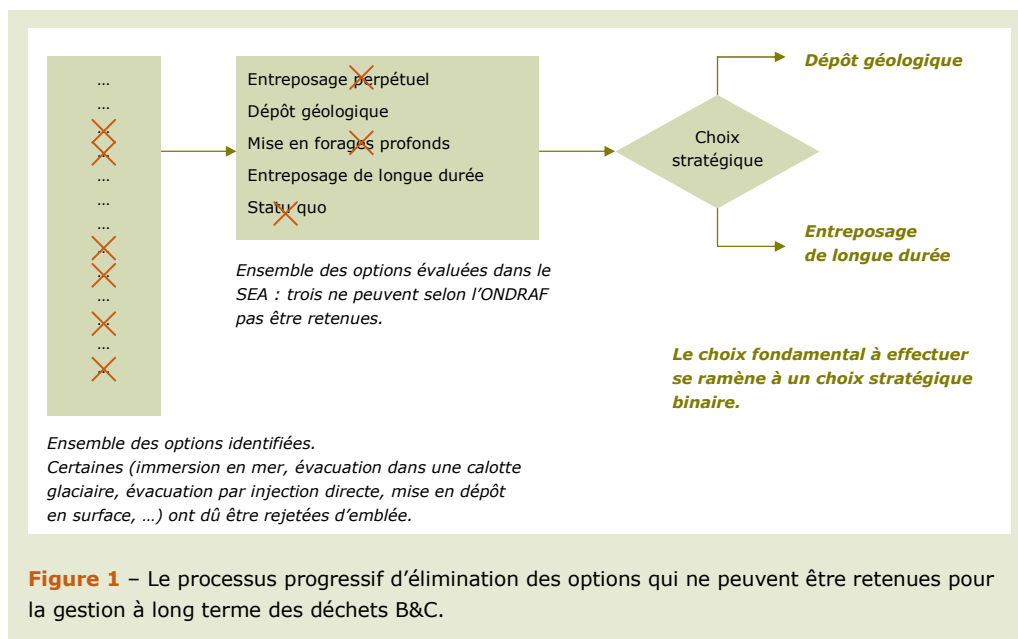 ...
...
...
...
...
...
...
...
...
...
...
...
Entreposage perpétuel
Dépôt géologique
Mise en forages profonds
Entreposage de longue durée
Statu quo
Choix
stratégique
Dépôt géologique
Entreposage
de longue durée
Ensemble des options évaluées dans le
SEA : trois ne peuvent selon l’ONDRAF
pas être retenues.
Le choix fondamental à effectuer
se ramène à un choix stratégique
binaire.
Ensemble des options identifiées.
Certaines (immersion en mer, évacuation dans une calotte
glaciaire, évacuation par injection directe, mise en dépôt
en surface, …) ont dû être rejetées d’emblée.
Figure 1 – Le processus progressif d’élimination des options qui ne peuvent être retenues pour
la gestion à long terme des déchets B&C.